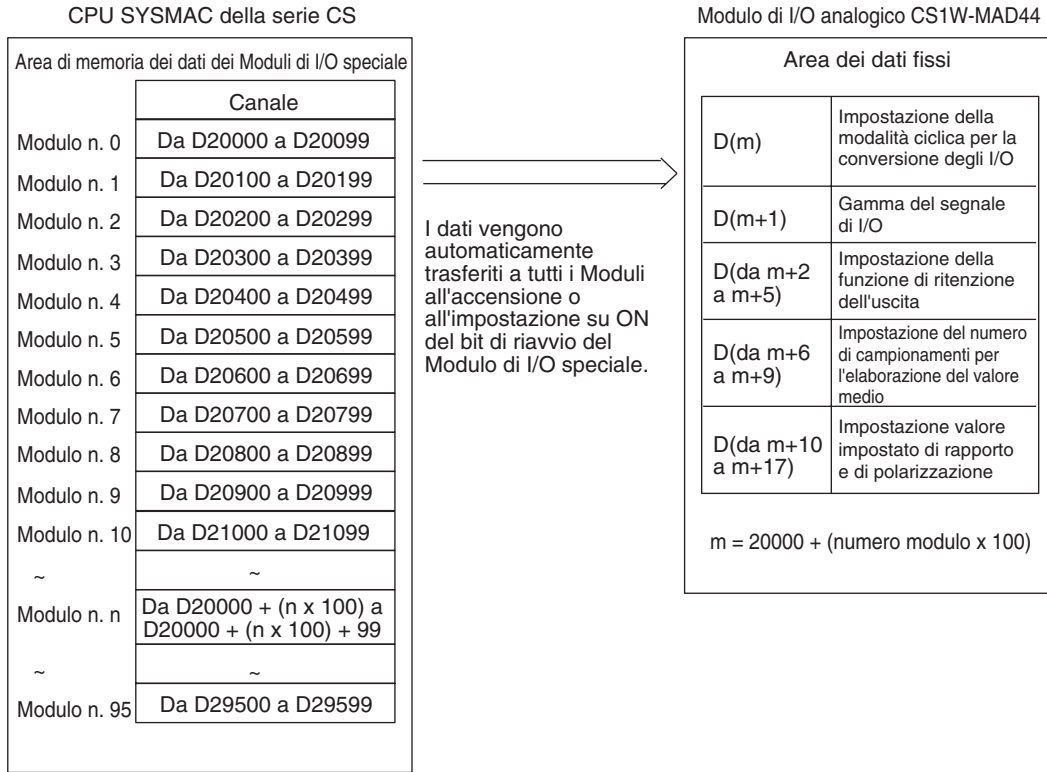 CPU SYSMAC della serie CS
Area di memoria dei dati dei Moduli di I/O speciale
Canale
Modulo n. 0 Da D20000 a D20099
Modulo n. 1 Da D20100 a D20199
Modulo n. 2 Da D20200 a D20299
Modulo n. 3 Da D20300 a D20399
Modulo n. 4 Da D20400 a D20499
Modulo n. 5 Da D20500 a D20599
Modulo n. 6 Da D20600 a D20699
Modulo n. 7 Da D20700 a D20799
Modulo n. 8 Da D20800 a D20899
Modulo n. 9 Da D20900 a D20999
Modulo n. 10 Da D21000 a D21099
~ ~
Modulo n. n Da D20000 + (n x 100) a
D20000 + (n x 100) + 99
~ ~
Modulo n. 95 Da D29500 a D29599
I dati vengono
automaticamente
trasferiti a tutti i Moduli
all'accensione o
all'impostazione su ON
del bit di riavvio del
Modulo di I/O speciale.
Modulo di I/O analogico CS1W-MAD44
Area dei dati fissi
D(m)
Impostazione della
modalità ciclica per la
conversione degli I/O
D(m+1)
Gamma del segnale
di I/O
D(da m+2
a m+5)
Impostazione della
funzione di ritenzione
dell'uscita
D(da m+6
a m+9)
Impostazione del numero
di campionamenti per
l'elaborazione del valore
medio
D(da m+10
a m+17)
Impostazione valore
impostato di rapporto
e di polarizzazione
m = 20000 + (numero modulo x 100)